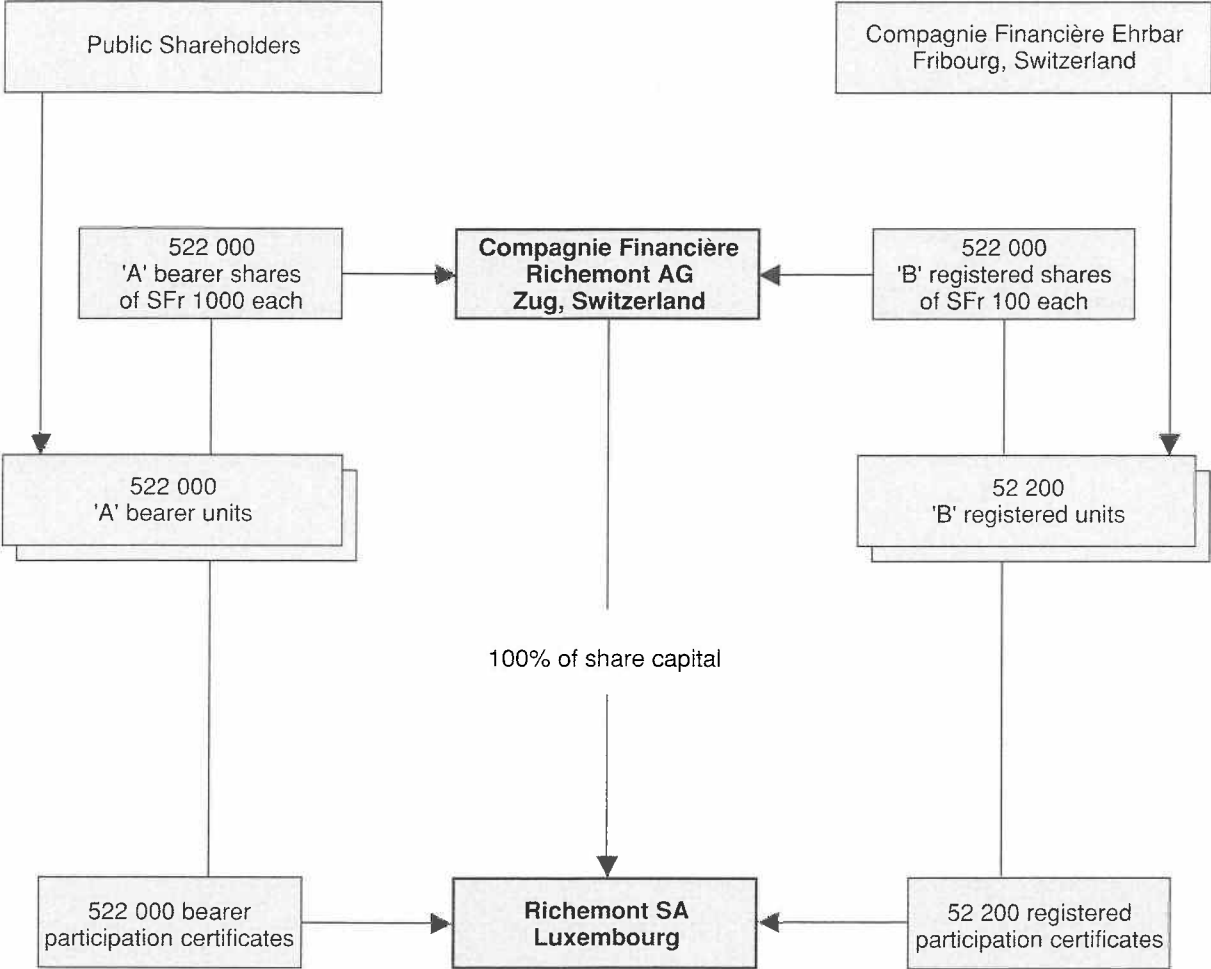 Public Shareholders
Compagnie Financière Ehrbar
Fribourg, Switzerland
522 000
'A' bearer shares
of SFr 1000 each
Compagnie Financière
Richemont AG
Zug, Switzerland
522 000
'B' registered shares
of SFr 100 each
522 000
'A' bearer units
52 200
'B' registered units
100% of share capital
522 000 bearer
participation certificates
Richemont SA
Luxembourg
52 200 registered
participation certificates